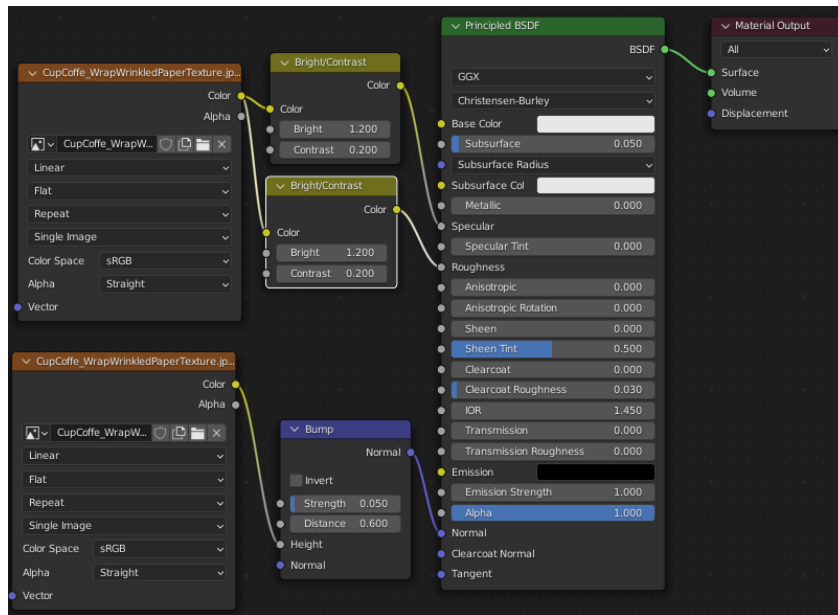 CupCoffe_WrapWrinkledPaperTexture.jp...
Color
Alpha
CupCoffe_WrapW...
Linear
Flat
Repeat
Single Image
Color Space sRGB
Alpha Straight
Vector
CupCoffe_WrapWrinkledPaperTexture.jp...
Color
Alpha
CupCoffe_WrapW...
Linear
Flat
Repeat
Single Image
Color Space sRGB
Alpha Straight
Vector
Bright/Contrast
Color
Color
Bright 1.200
Contrast 0.200
Bright/Contrast
Color
Color
Bright 1.200
Contrast 0.200
Bump
Normal
Invert
Strength 0.050
Distance 0.600
Height
Normal
Principled BSDF
BSDF
GGX
Christensen-Burley
Base Color
Subsurface 0.050
Subsurface Radius
Subsurface Col
Metallic 0.000
Specular
Specular Tint 0.000
Roughness
Anisotropic 0.000
Anisotropic Rotation 0.000
Sheen 0.000
Sheen Tint 0.500
Clearcoat 0.000
Clearcoat Roughness 0.030
IOR 1.450
Transmission 0.000
Transmission Roughness 0.000
Emission
Emission Strength 1.000
Alpha 1.000
Normal
Clearcoat Normal
Tangent
Material Output
All
Surface
Volume
Displacement